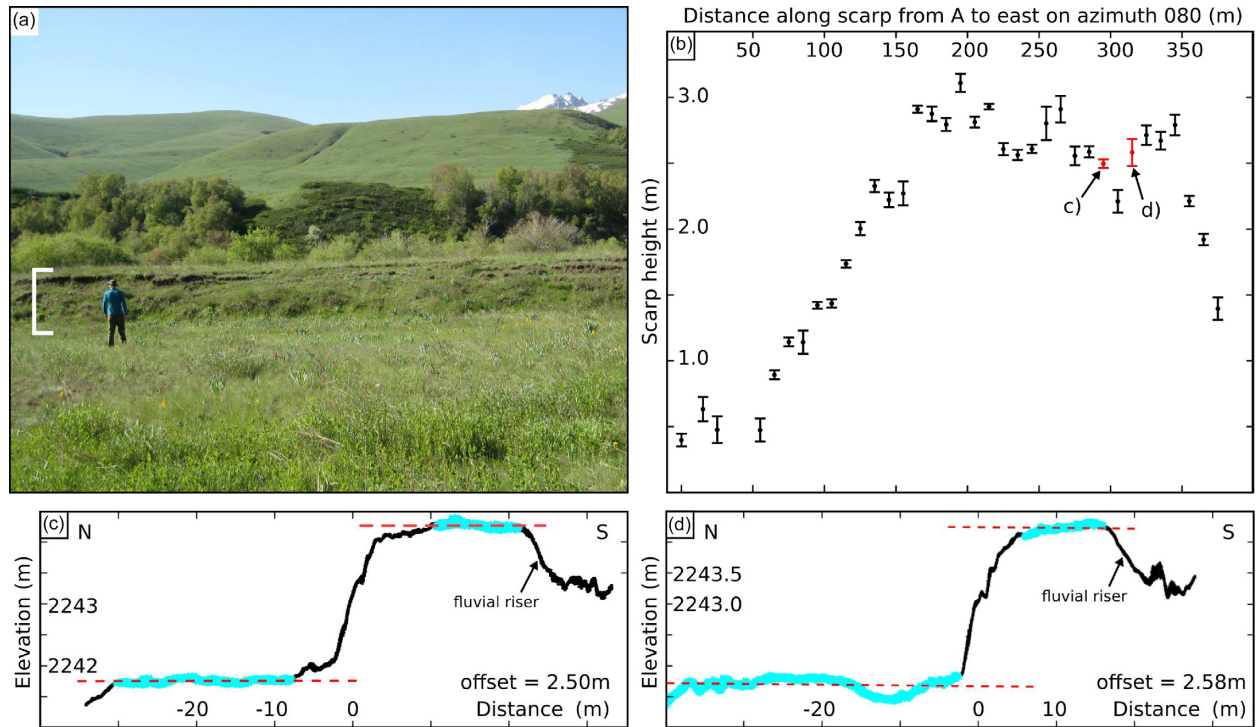 (a)
Distance along scarp from A to east on azimuth 080 (m)
(b)
50 100 150 200 250 300 350
Scarp height (m)
3.0
2.0
1.0
c)
d)
(c) N S
Elevation (m)
2243
2242
fluvial riser
offset = 2.50m
-20 -10 0 Distance (m)
(d) N S
Elevation (m)
2243.5
2243.0
fluvial riser
offset = 2.58m
-20 -10 0 10 Distance (m)